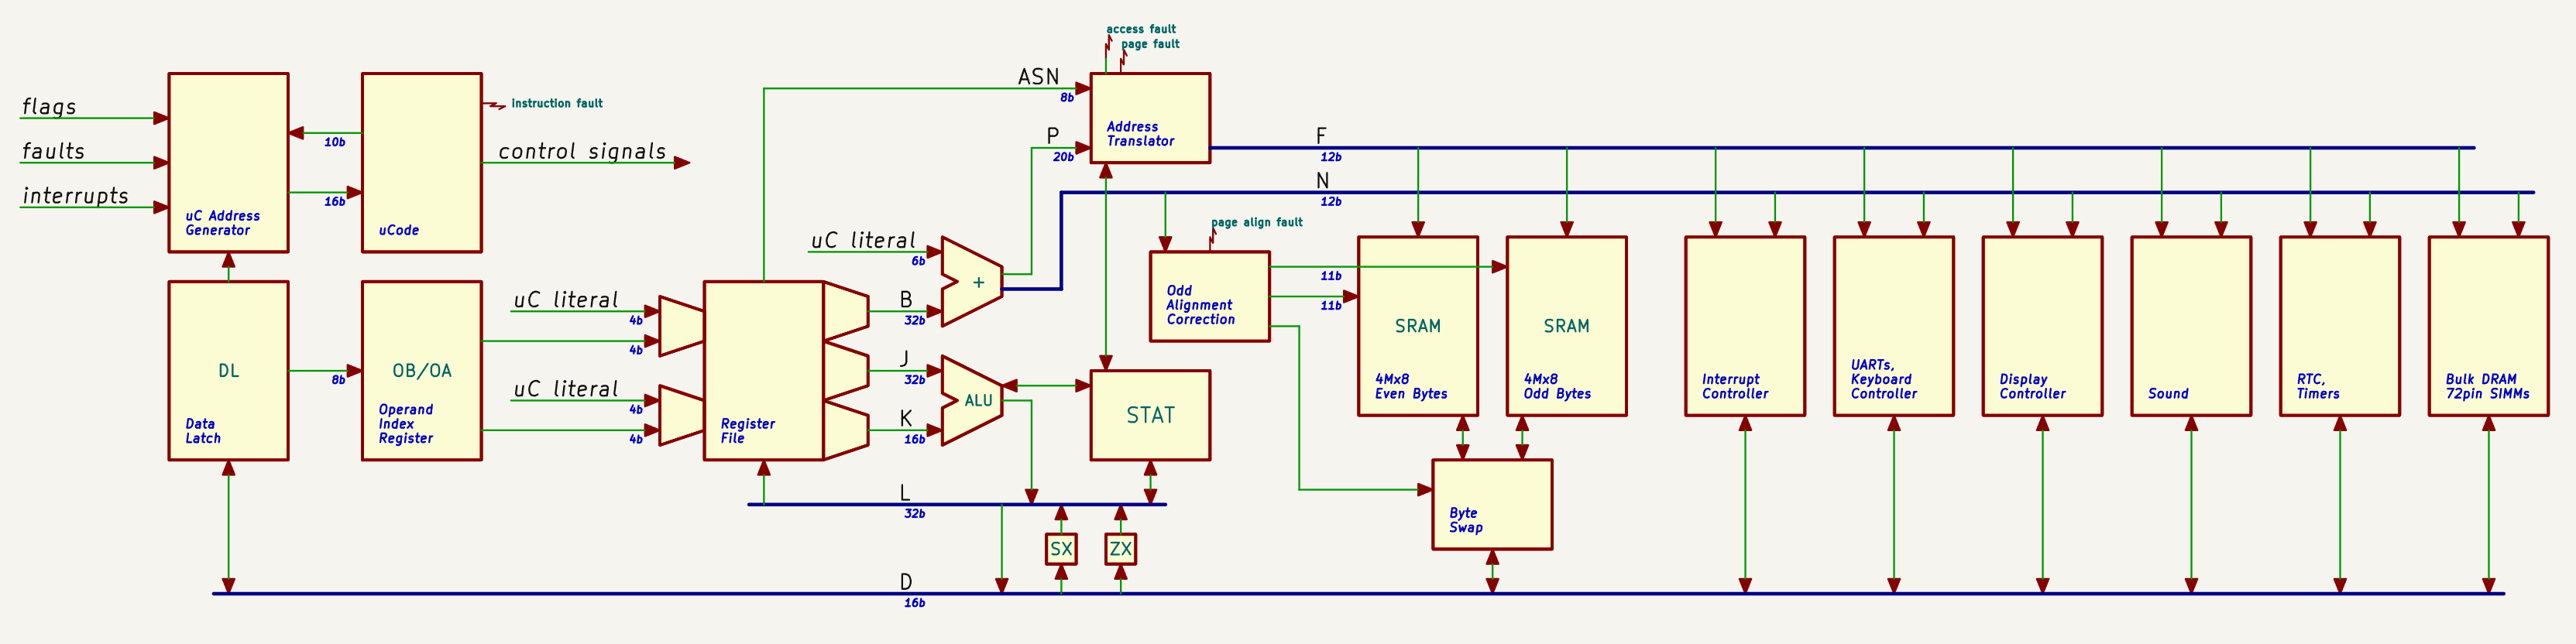 access fault
page fault
ASN
8b
flags
faults
interrupts
uC Address
Generator
10b
16b
uCode
instruction fault
control signals
P
20b
Address
Translator
F
12b
N
12b
uC literal
6b
+
B
32b
page align fault
Odd
Alignment
Correction
11b
11b
SRAM
4Mx8
Even Bytes
SRAM
4Mx8
Odd Bytes
Interrupt
Controller
UARTs,
Keyboard
Controller
Display
Controller
Sound
RTC,
Timers
Bulk DRAM
72pin SIMMs
DL
Data
Latch
8b
OB/OA
Operand
Index
Register
uC literal
4b
4b
uC literal
4b
4b
Register
File
J
32b
K
16b
ALU
STAT
L
32b
SX
ZX
Byte
Swap
D
16b